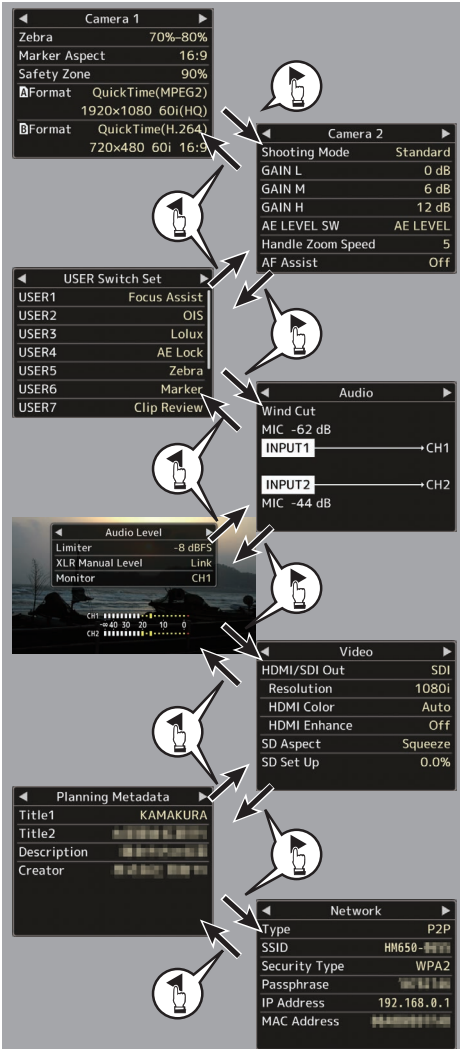 Camera 1
Zebra 70%–80%
Marker Aspect 16:9
Safety Zone 90%
AFormat QuickTime(MPEG2)
1920×1080 60i(HQ)
BFormat QuickTime(H.264)
720×480 60i 16:9
Camera 2
Shooting Mode Standard
GAIN L 0 dB
GAIN M 6 dB
GAIN H 12 dB
AE LEVEL SW AE LEVEL
Handle Zoom Speed 5
AF Assist Off
USER Switch Set
USER1 Focus Assist
USER2 OIS
USER3 Lolux
USER4 AE Lock
USER5 Zebra
USER6 Marker
USER7 Clip Review
Audio
Wind Cut
MIC -62 dB
INPUT1 CH1
INPUT2 CH2
MIC -44 dB
Audio Level
Limiter -8 dBFS
XLR Manual Level Link
Monitor CH1
CH1
-∞ 40 30 20 10 0
CH2
Video
HDMI/SDI Out SDI
Resolution 1080i
HDMI Color Auto
HDMI Enhance Off
SD Aspect Squeeze
SD Set Up 0.0%
Planning Metadata
Title1 KAMAKURA
Title2
Description
Creator
Network
Type P2P
SSID HM650-
Security Type WPA2
Passphrase
IP Address 192.168.0.1
MAC Address